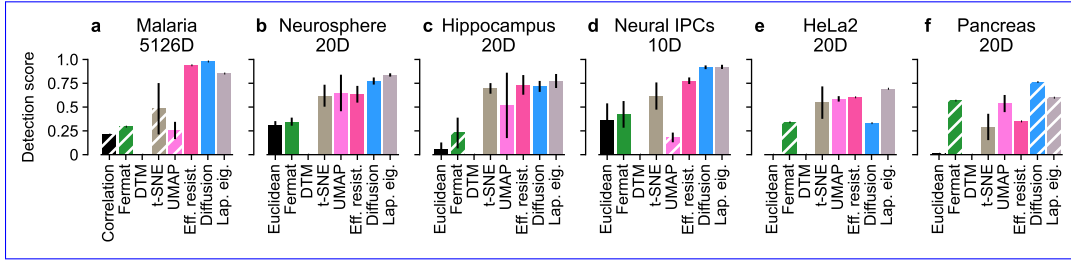 a Malaria
5126D
b Neurosphere
20D
c Hippocampus
20D
d Neural IPCs
10D
e HeLa2
20D
f Pancreas
20D
Detection score
1.0
0.75
0.5
0.25
0
Correlation
Fermat
DTM
t-SNE
UMAP
Eff. resist.
Diffusion
Lap. eig.
Euclidean
Fermat
DTM
t-SNE
UMAP
Eff. resist.
Diffusion
Lap. eig.
Euclidean
Fermat
DTM
t-SNE
UMAP
Eff. resist.
Diffusion
Lap. eig.
Euclidean
Fermat
DTM
t-SNE
UMAP
Eff. resist.
Diffusion
Lap. eig.
Euclidean
Fermat
DTM
t-SNE
UMAP
Eff. resist.
Diffusion
Lap. eig.
Euclidean
Fermat
DTM
t-SNE
UMAP
Eff. resist.
Diffusion
Lap. eig.